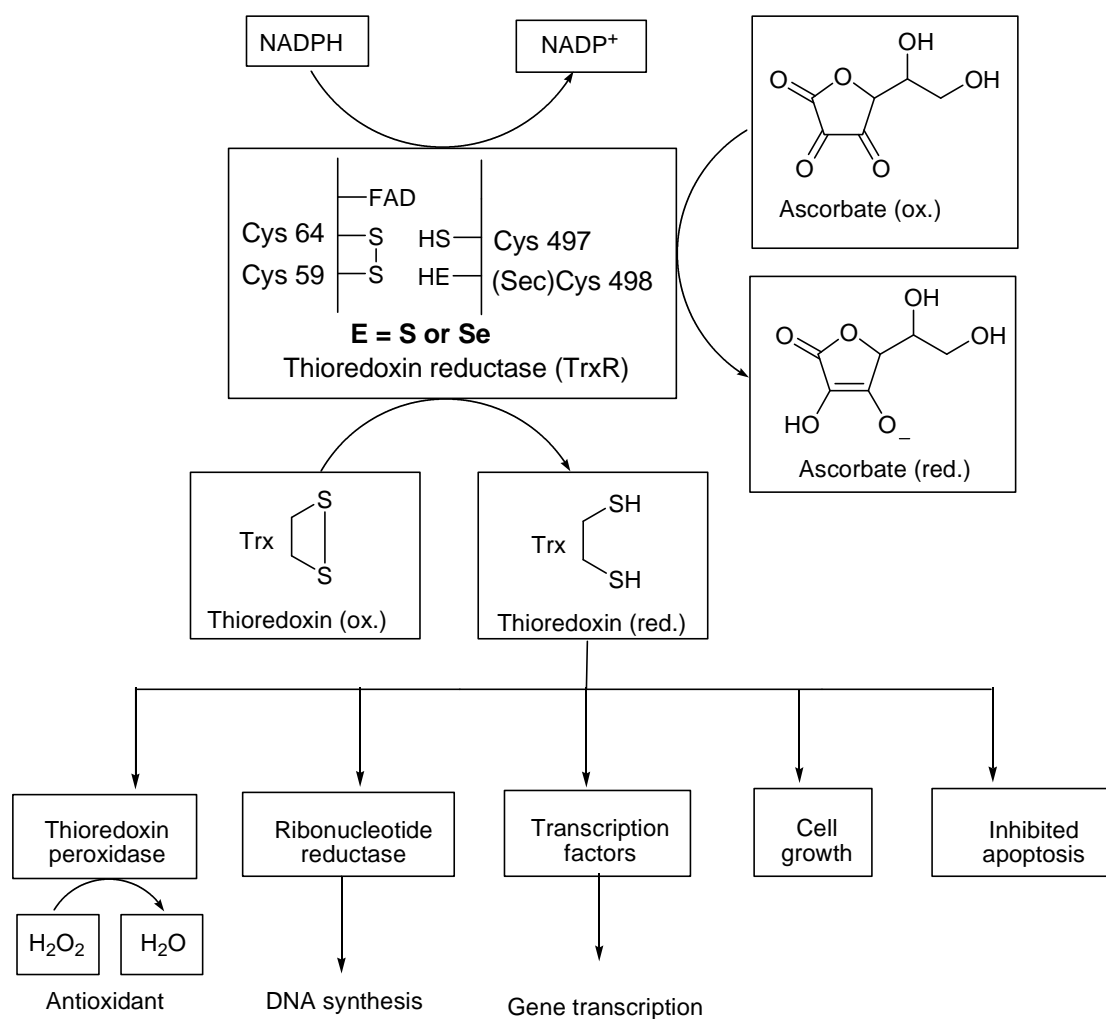 NADPH
NADP+
OH
O
O
OH
O
O
Ascorbate (ox.)
FAD
Cys 64
S
HS
Cys 497
Cys 59
S
HE
(Sec)Cys 498
E = S or Se
Thioredoxin reductase (TrxR)
OH
O
O
OH
HO
O
_
Ascorbate (red.)
S
Trx
S
Thioredoxin (ox.)
SH
Trx
SH
Thioredoxin (red.)
Thioredoxin
peroxidase
Ribonucleotide
reductase
Transcription
factors
Cell
growth
Inhibited
apoptosis
H2O2
H2O
Antioxidant
DNA synthesis
Gene transcription